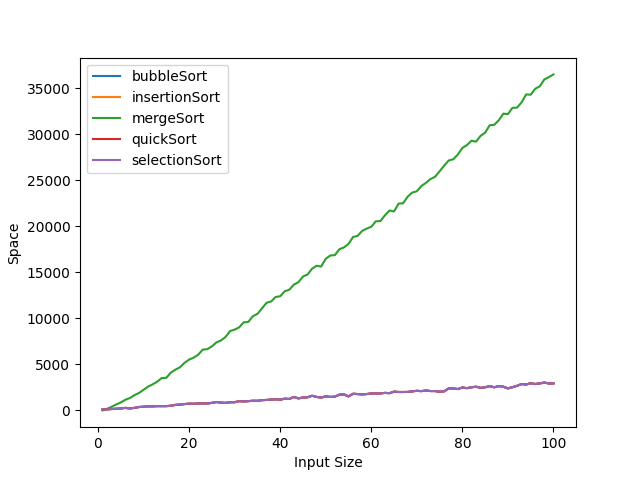 bubbleSort
insertionSort
mergeSort
quickSort
selectionSort
35000
30000
25000
20000
15000
10000
5000
0
Space
0 20 40 60 80 100
Input Size